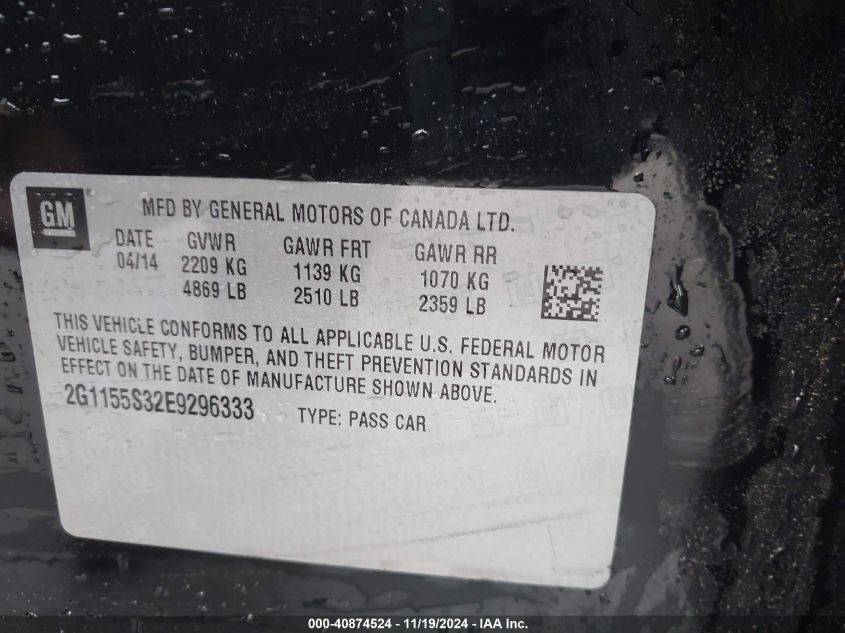 GM
MFD BY GENERAL MOTORS OF CANADA LTD.
DATE GVWR GAWR FRT GAWR RR
04/14 2209 KG 1139 KG 1070 KG
4869 LB 2510 LB 2359 LB
THIS VEHICLE CONFORMS TO ALL APPLICABLE U.S. FEDERAL MOTOR
VEHICLE SAFETY, BUMPER, AND THEFT PREVENTION STANDARDS IN
EFFECT ON THE DATE OF MANUFACTURE SHOWN ABOVE.
2G1155S32E9296333 TYPE: PASS CAR
000-40874524 - 11/19/2024 - IAA Inc.